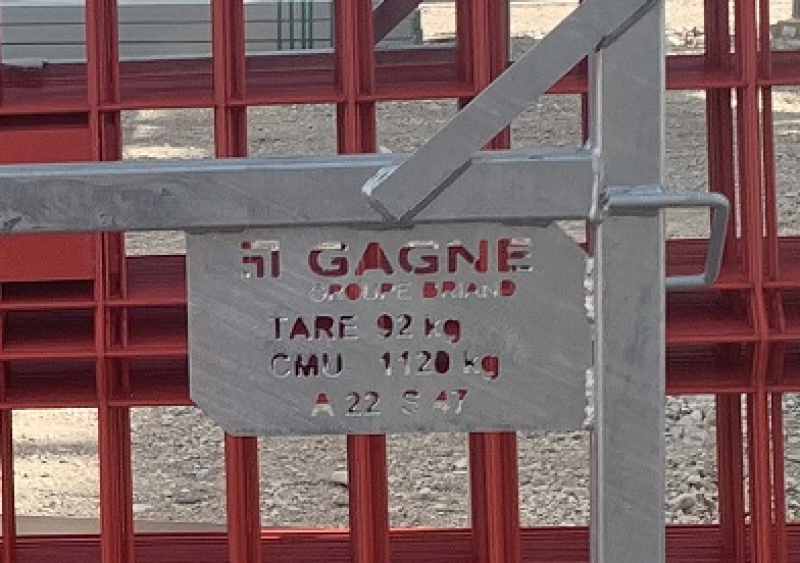 GAGNE
GROUPE BRIAND
TARE 92 kg
CMU 1120 kg
A 22 S 47